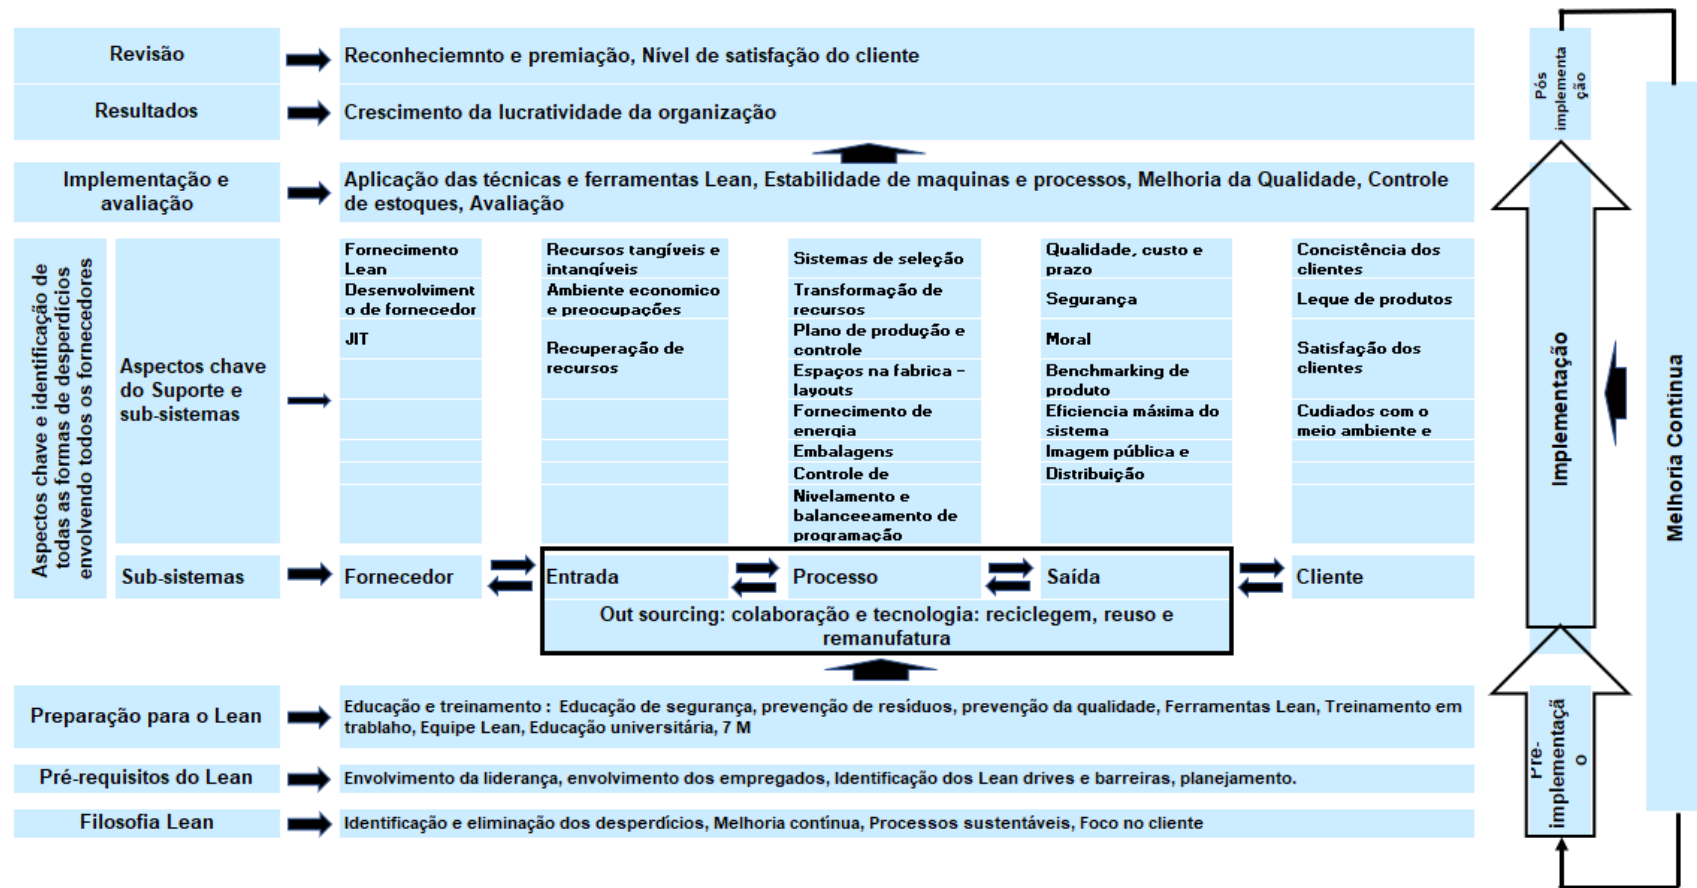 Revisão
Reconheciemnto e premiação, Nível de satisfação do cliente
Resultados
Crescimento da lucratividade da organização
Implementação e
avaliação
Aplicação das técnicas e ferramentas Lean, Estabilidade de maquinas e processos, Melhoria da Qualidade, Controle
de estoques, Avaliação
Aspectos chave e identificação de
todas as formas de desperdícios
envolvendo todos os fornecedores
Aspectos chave
do Suporte e
sub-sistemas
Fornecimento
Lean
Desenvolviment
o de fornecedor
JIT
Recursos tangíveis e
intangíveis
Ambiente economico
e preocupações
Recuperação de
recursos
Sistemas de seleção
Transformação de
recursos
Plano de produção e
controle
Espaços na fabrica –
layouts
Fornecimento de
energia
Embalagens
Controle de
Nivelamento e
balanceeamento de
programação
Qualidade, custo e
prazo
Segurança
Moral
Benchmarking de
produto
Eficiencia máxima do
sistema
Imagem pública e
Distribuição
Concistência dos
clientes
Leque de produtos
Satisfação dos
clientes
Cudiados com o
meio ambiente e
Sub-sistemas
Fornecedor
Entrada
Processo
Saída
Cliente
Out sourcing: colaboração e tecnologia: reciclegem, reuso e
remanufatura
Preparação para o Lean
Educação e treinamento : Educação de segurança, prevenção de resíduos, prevenção da qualidade, Ferramentas Lean, Treinamento em
trablaho, Equipe Lean, Educação universitária, 7 M
Pré-requisitos do Lean
Envolvimento da liderança, envolvimento dos empregados, Identificação dos Lean drives e barreiras, planejamento.
Filosofia Lean
Identificação e eliminação dos desperdícios, Melhoria contínua, Processos sustentáveis, Foco no cliente
Pós
implementa
ção
Implementação
Pré-
implementaçã
o
Melhoria Continua